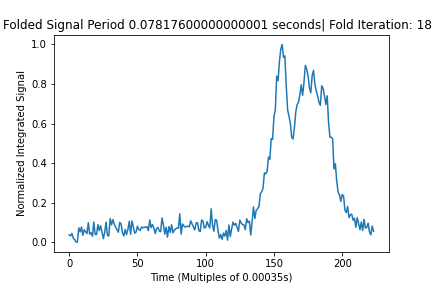 Folded Signal Period 0.07817600000000001 seconds| Fold Iteration: 18
1.0
0.8
0.6
0.4
0.2
0.0
Normalized Integrated Signal
0 50 100 150 200
Time (Multiples of 0.00035s)